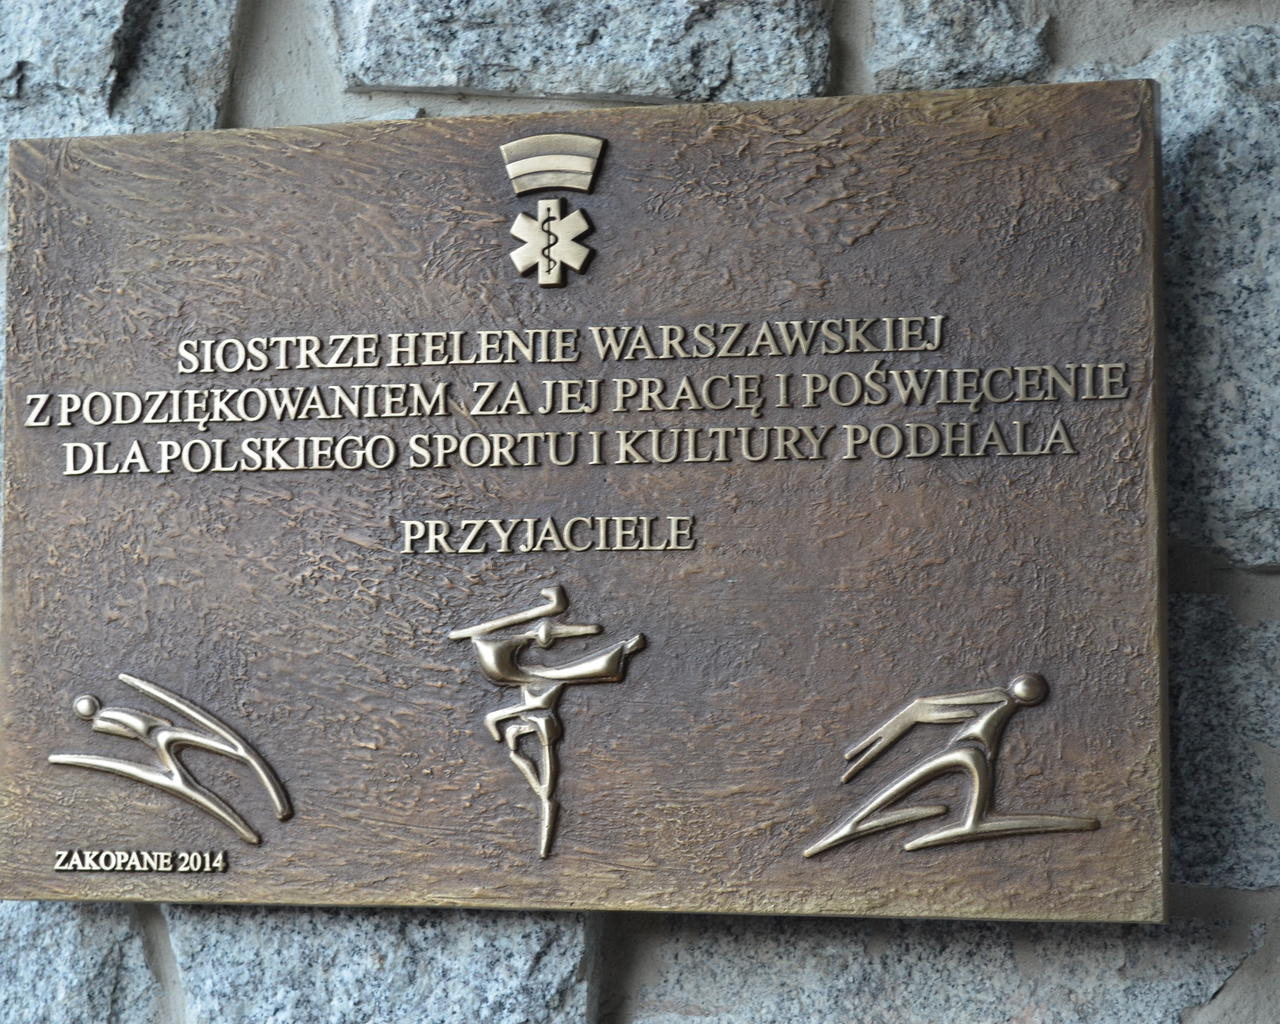 SIOSTRZE HELENIE WARSZAWSKIEJ
Z PODZIĘKOWANIEM ZA JEJ PRACĘ I POŚWIĘCENIE
DLA POLSKIEGO SPORTU I KULTURY PODHALA
PRZYJACIELE
ZAKOPANE 2014